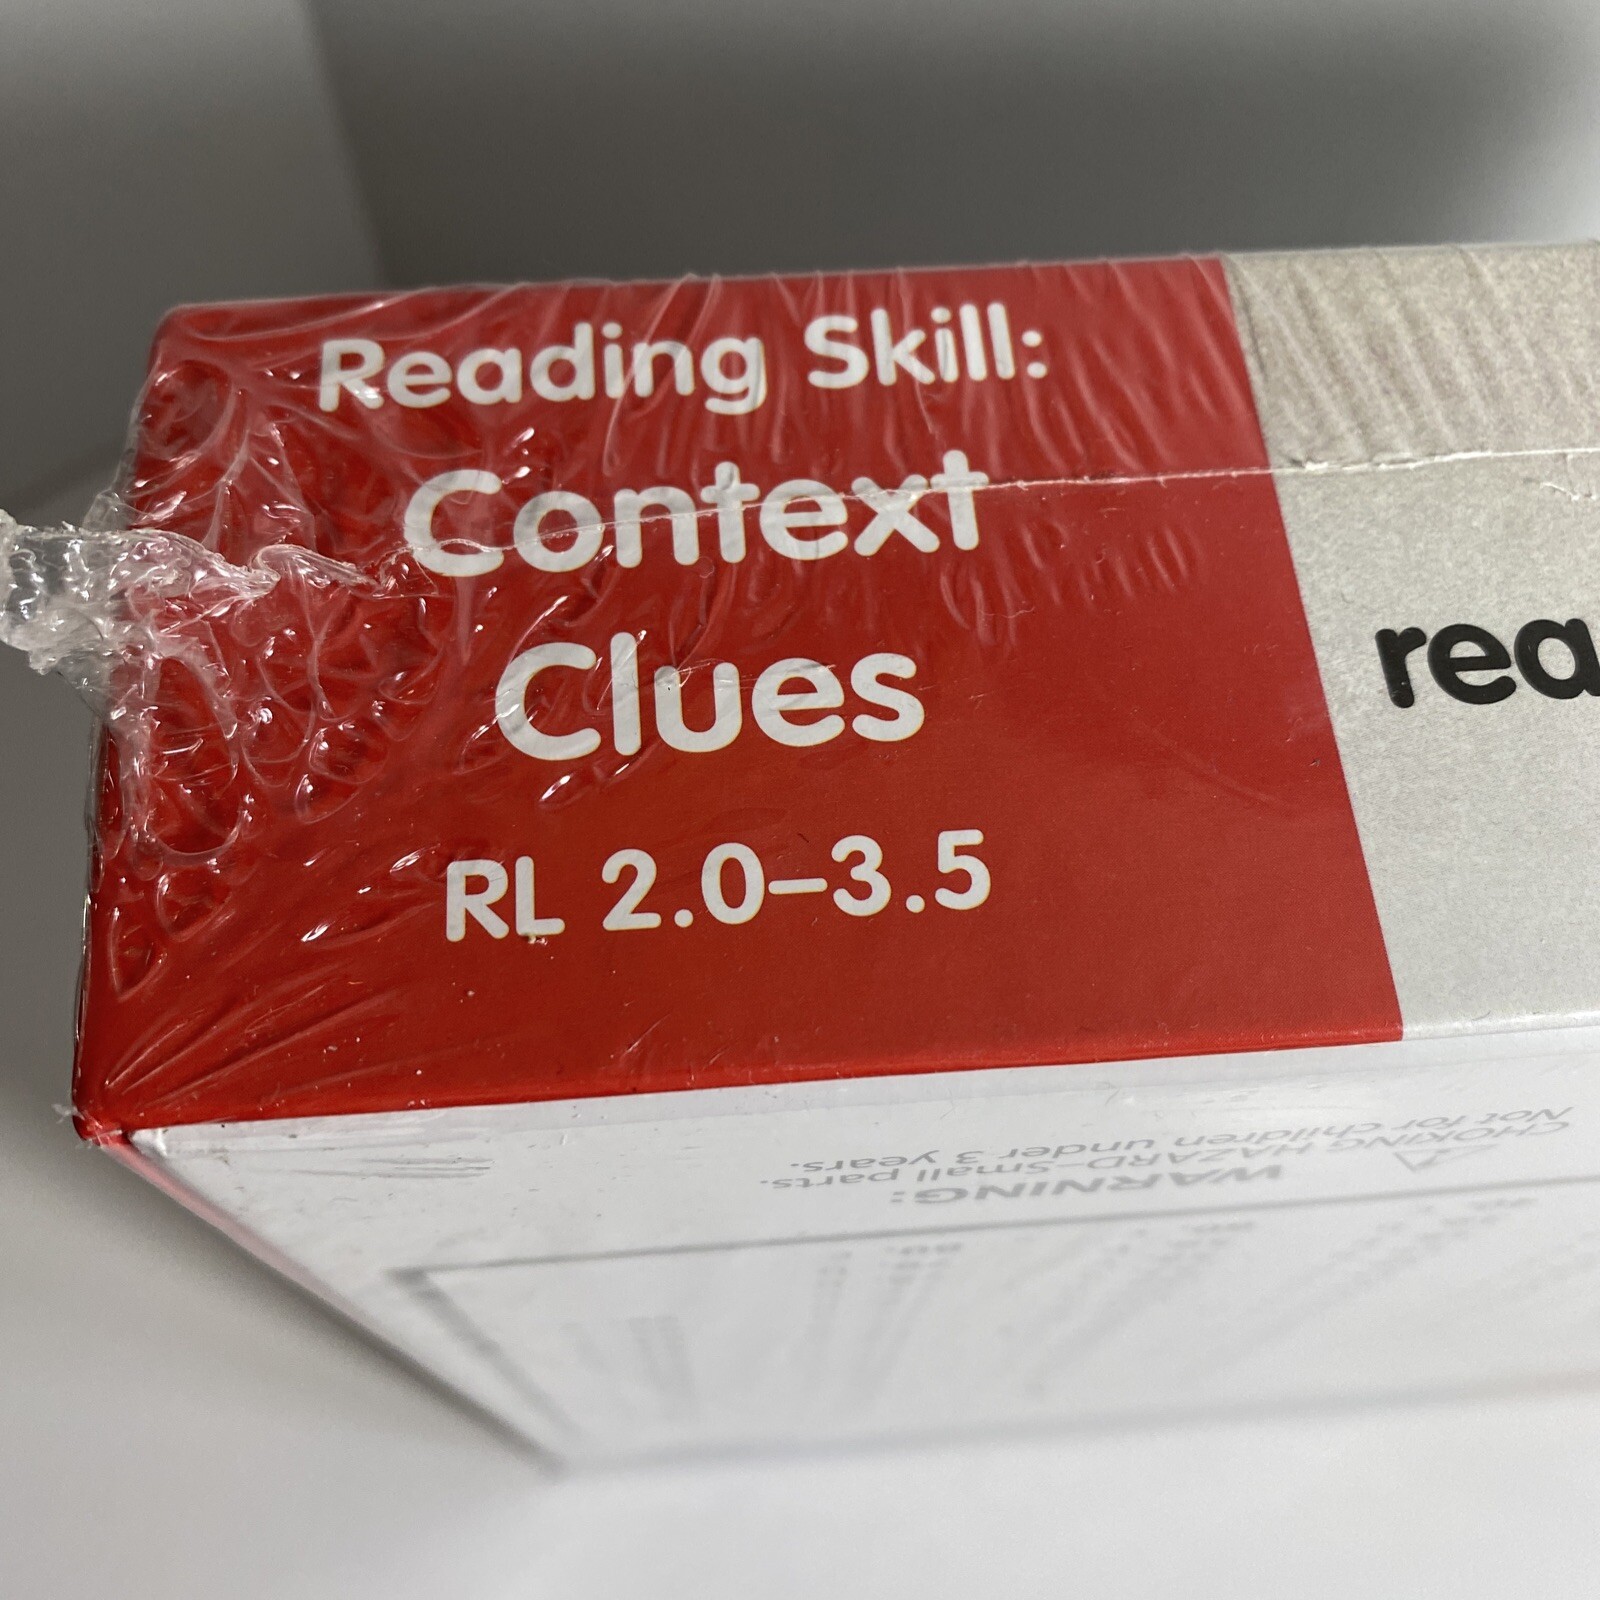 Reading Skill:
Context
Clues
RL 2.0–3.5
rea
WARNING:
CHOKING HAZARD–Small parts.
Not for children under 3 years.